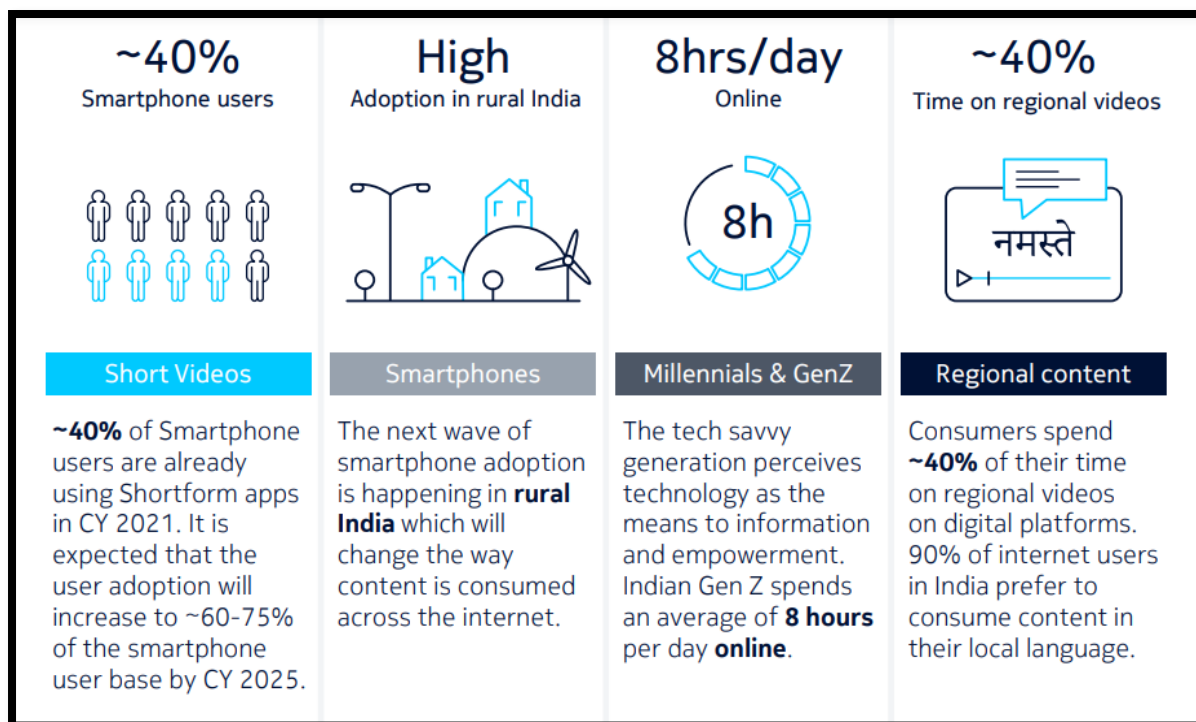 ~40%
Smartphone users
High
Adoption in rural India
8hrs/day
Online
~40%
Time on regional videos
8h
नमस्ते
Short Videos
~40% of Smartphone
users are already
using Shortform apps
in CY 2021. It is
expected that the
user adoption will
increase to ~60-75%
of the smartphone
user base by CY 2025.
Smartphones
The next wave of
smartphone adoption
is happening in rural
India which will
change the way
content is consumed
across the internet.
Millennials & GenZ
The tech savvy
generation perceives
technology as the
means to information
and empowerment.
Indian Gen Z spends
an average of 8 hours
per day online.
Regional content
Consumers spend
~40% of their time
on regional videos
on digital platforms.
90% of internet users
in India prefer to
consume content in
their local language.